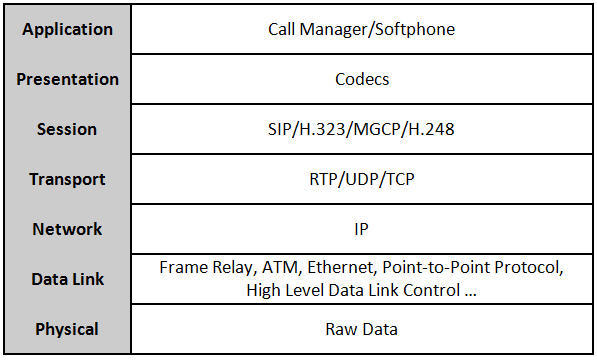 Application
Call Manager/Softphone
Presentation
Codecs
Session
SIP/H.323/MGCP/H.248
Transport
RTP/UDP/TCP
Network
IP
Data Link
Frame Relay, ATM, Ethernet, Point-to-Point Protocol,
High Level Data Link Control ...
Physical
Raw Data